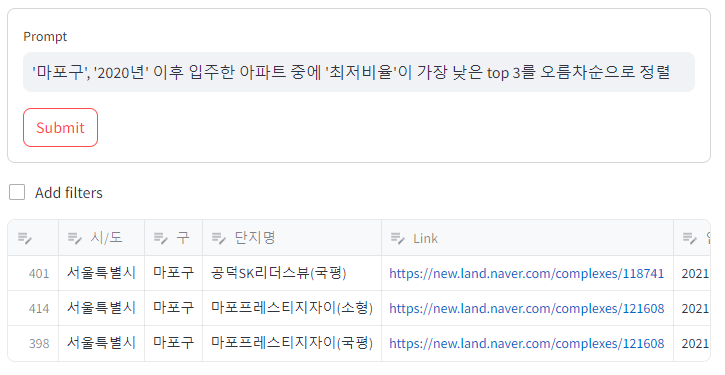 Prompt
'마포구', '2020년' 이후 입주한 아파트 중에 '최저비율'이 가장 낮은 top 3를 오름차순으로 정렬
Submit
Add filters
시/도 구 단지명 Link
401 서울특별시 마포구 공덕SK리더스뷰(국평) https://new.land.naver.com/complexes/118741 2021
414 서울특별시 마포구 마포프레스티지자이(소형) https://new.land.naver.com/complexes/121608 2021
398 서울특별시 마포구 마포프레스티지자이(국평) https://new.land.naver.com/complexes/121608 2021